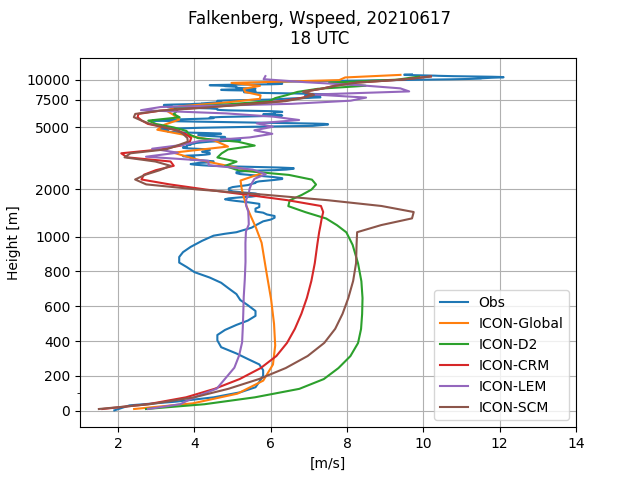 Falkenberg, Wspeed, 20210617
18 UTC
Height [m]
10000
7500
5000
2000
1000
800
600
400
200
0
Obs
ICON-Global
ICON-D2
ICON-CRM
ICON-LEM
ICON-SCM
2 4 6 8 10 12 14
[m/s]